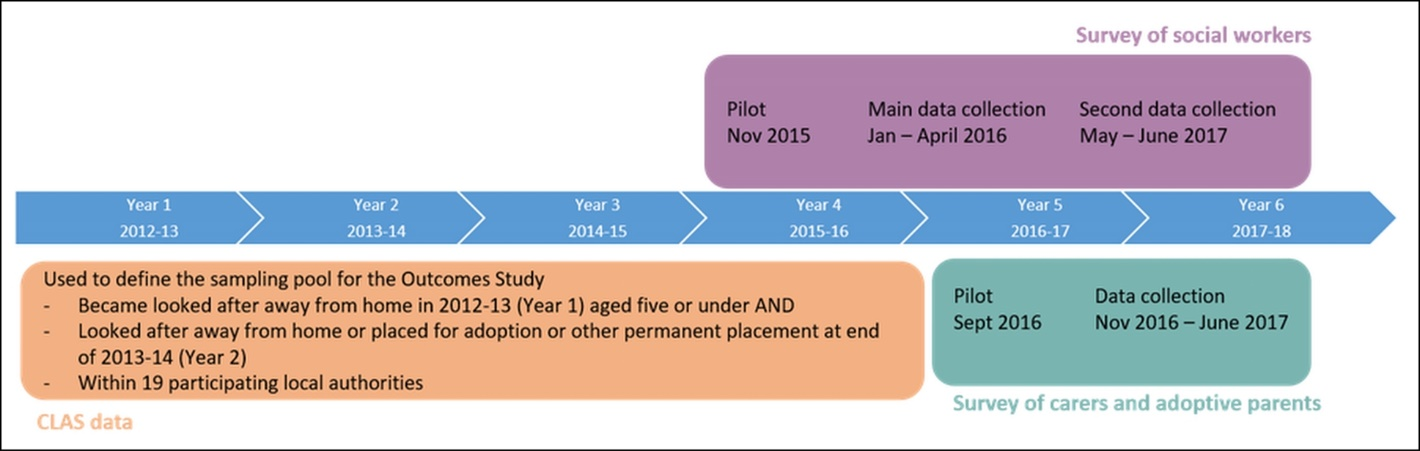 Survey of social workers
Pilot
Nov 2015
Main data collection
Jan – April 2016
Second data collection
May – June 2017
Year 1
2012-13
Year 2
2013-14
Year 3
2014-15
Year 4
2015-16
Year 5
2016-17
Year 6
2017-18
Used to define the sampling pool for the Outcomes Study
- Became looked after away from home in 2012-13 (Year 1) aged five or under AND
- Looked after away from home or placed for adoption or other permanent placement at end
of 2013-14 (Year 2)
- Within 19 participating local authorities
CLAS data
Pilot
Sept 2016
Data collection
Nov 2016 – June 2017
Survey of carers and adoptive parents